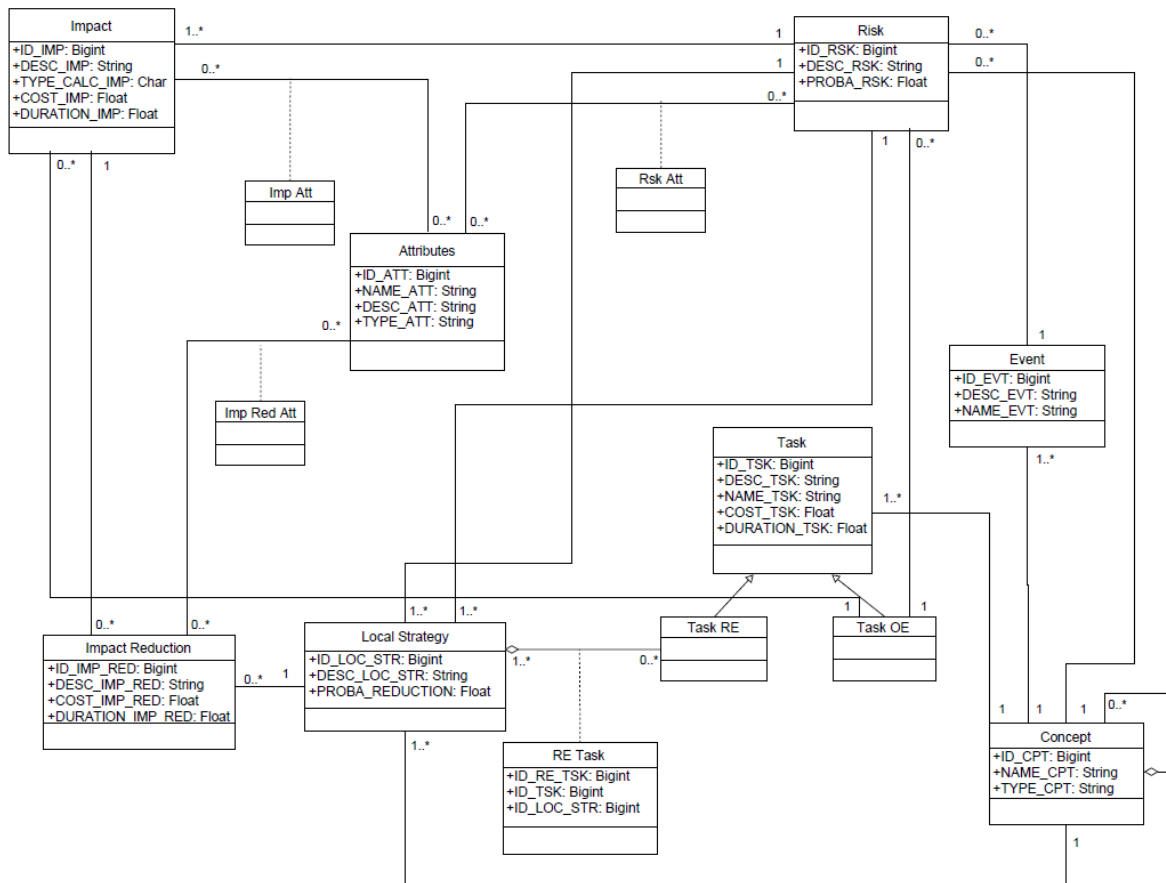 Impact
+ID_IMP: Bigint
+DESC_IMP: String
+TYPE_CALC_IMP: Char
+COST_IMP: Float
+DURATION_IMP: Float
1..*
1
Risk
+ID_RSK: Bigint
+DESC_RSK: String
+PROBA_RSK: Float
0..*
0..*
1
0..*
0..*
0..*
1
1
0..*
Imp Att
Rsk Att
0..*
0..*
Attributes
+ID_ATT: Bigint
+NAME_ATT: String
+DESC_ATT: String
+TYPE_ATT: String
0..*
1
Event
+ID_EVT: Bigint
+DESC_EVT: String
+NAME_EVT: String
1..*
Imp Red Att
Task
+ID_TSK: Bigint
+DESC_TSK: String
+NAME_TSK: String
+COST_TSK: Float
+DURATION_TSK: Float
1..*
0..*
0..*
1..*
1..*
1
1
Impact Reduction
+ID_IMP_RED: Bigint
+DESC_IMP_RED: String
+COST_IMP_RED: Float
+DURATION_IMP_RED: Float
0..*
1
Local Strategy
+ID_LOC_STR: Bigint
+DESC_LOC_STR: String
+PROBA_REDUCTION: Float
1..*
0..*
1..*
Task RE
Task OE
RE Task
+ID_RE_TSK: Bigint
+ID_TSK: Bigint
+ID_LOC_STR: Bigint
1
1
1
0..*
Concept
+ID_CPT: Bigint
+NAME_CPT: String
+TYPE_CPT: String
1